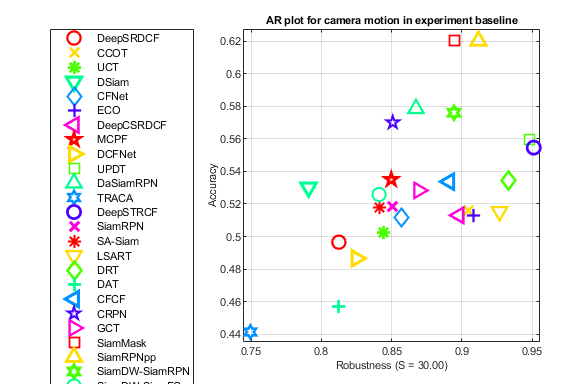 AR plot for camera motion in experiment baseline
DeepSRDCF
CCOT
UCT
DSiam
CFNet
ECO
DeepCSRDCF
MCPF
DCFNet
UPDT
DaSiamRPN
TRACA
DeepSTRCF
SiamRPN
SA-Siam
LSART
DRT
DAT
CFCF
CRPN
GCT
SiamMask
SiamRPNpp
SiamDW-SiamRPN
SiamDW-SiamFC
Accuracy
0.62
0.6
0.58
0.56
0.54
0.52
0.5
0.48
0.46
0.44
0.75
0.8
0.85
0.9
0.95
Robustness (S = 30.00)